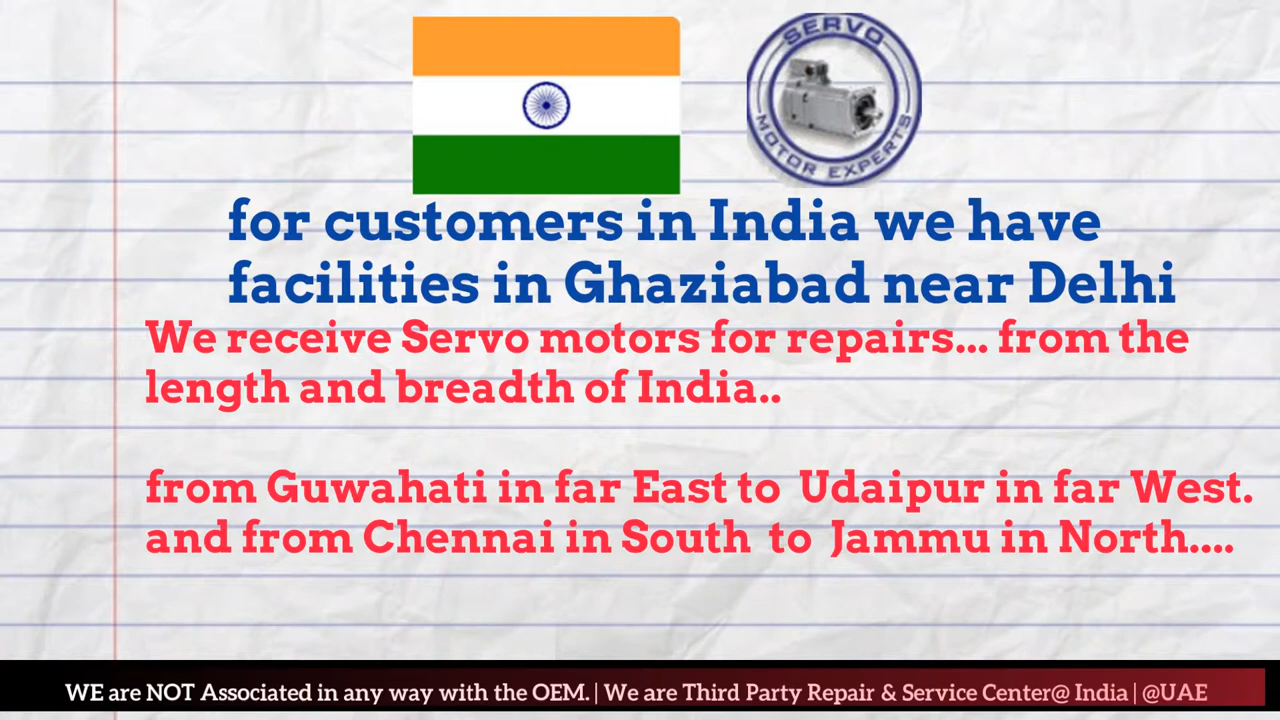 SERVO
MOTOR EXPERTS
for customers in India we have
facilities in Ghaziabad near Delhi
We receive Servo motors for repairs... from the
length and breadth of India..
from Guwahati in far East to Udaipur in far West.
and from Chennai in South to Jammu in North....
WE are NOT Associated in any way with the OEM. | We are Third Party Repair & Service Center@ India | @UAE